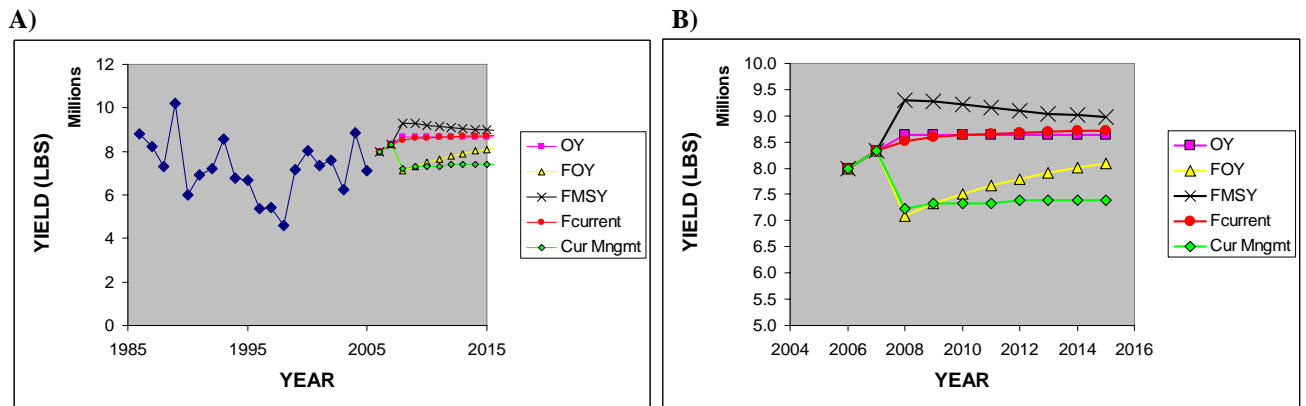 A)
Millions
YIELD (LBS)
12
10
8
6
4
2
0
1985
1995
2005
2015
YEAR
OY
FOY
FMSY
Fcurrent
Cur Mngmt
B)
Millions
YIELD (LBS)
10.0
9.5
9.0
8.5
8.0
7.5
7.0
6.5
6.0
5.5
5.0
2004
2006
2008
2010
2012
2014
2016
YEAR
OY
FOY
FMSY
Fcurrent
Cur Mngmt